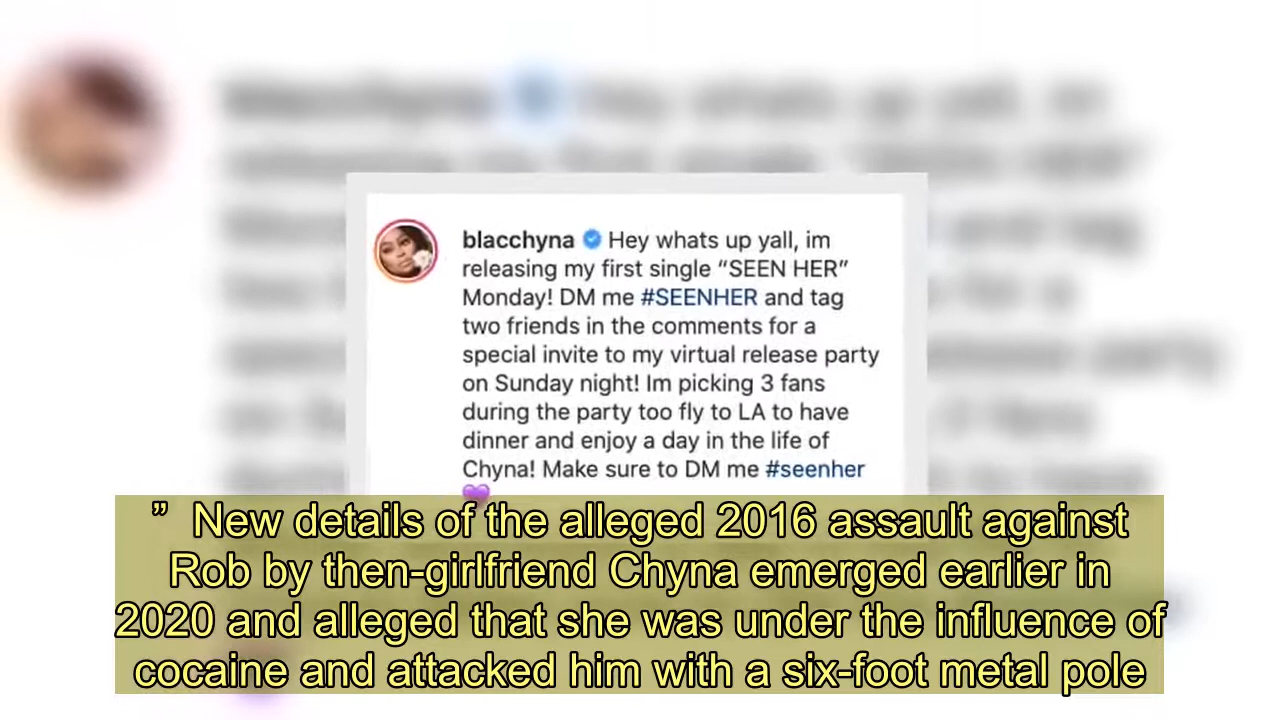 blacchyna Hey whats up yall, im
releasing my first single “SEEN HER”
Monday! DM me #SEENHER and tag
two friends in the comments for a
special invite to my virtual release party
on Sunday night! Im picking 3 fans
during the party too fly to LA to have
dinner and enjoy a day in the life of
Chyna! Make sure to DM me #seenher
💜
” New details of the alleged 2016 assault against
Rob by then-girlfriend Chyna emerged earlier in
2020 and alleged that she was under the influence of
cocaine and attacked him with a six-foot metal pole